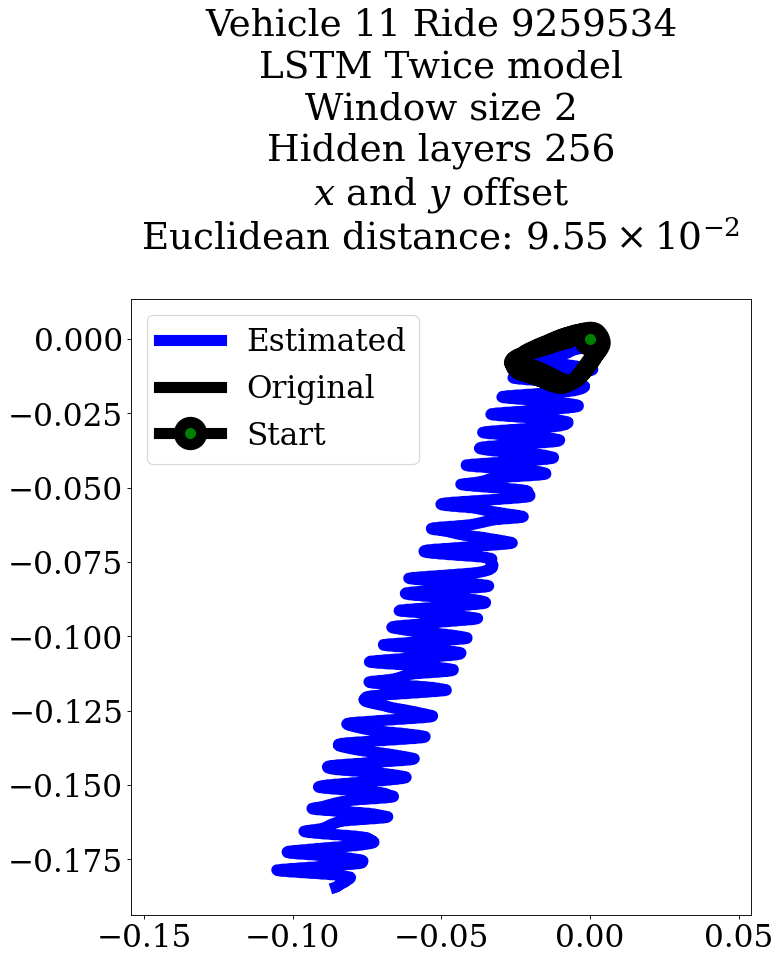 Vehicle 11 Ride 9259534
LSTM Twice model
Window size 2
Hidden layers 256
x and y offset
Euclidean distance: 9.55 × 10⁻²
Estimated
Original
Start
0.000
−0.025
−0.050
−0.075
−0.100
−0.125
−0.150
−0.175
−0.15 −0.10 −0.05 0.00 0.05